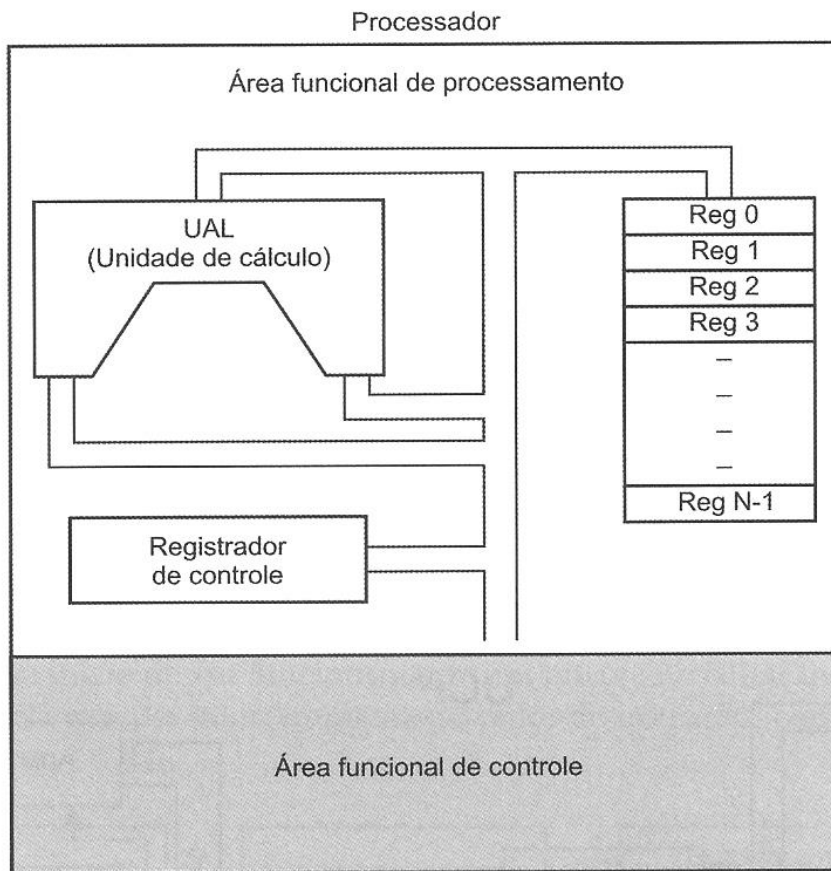 Processador
Área funcional de processamento
UAL
(Unidade de cálculo)
Reg 0
Reg 1
Reg 2
Reg 3
–
–
–
–
Reg N-1
Registrador
de controle
Área funcional de controle